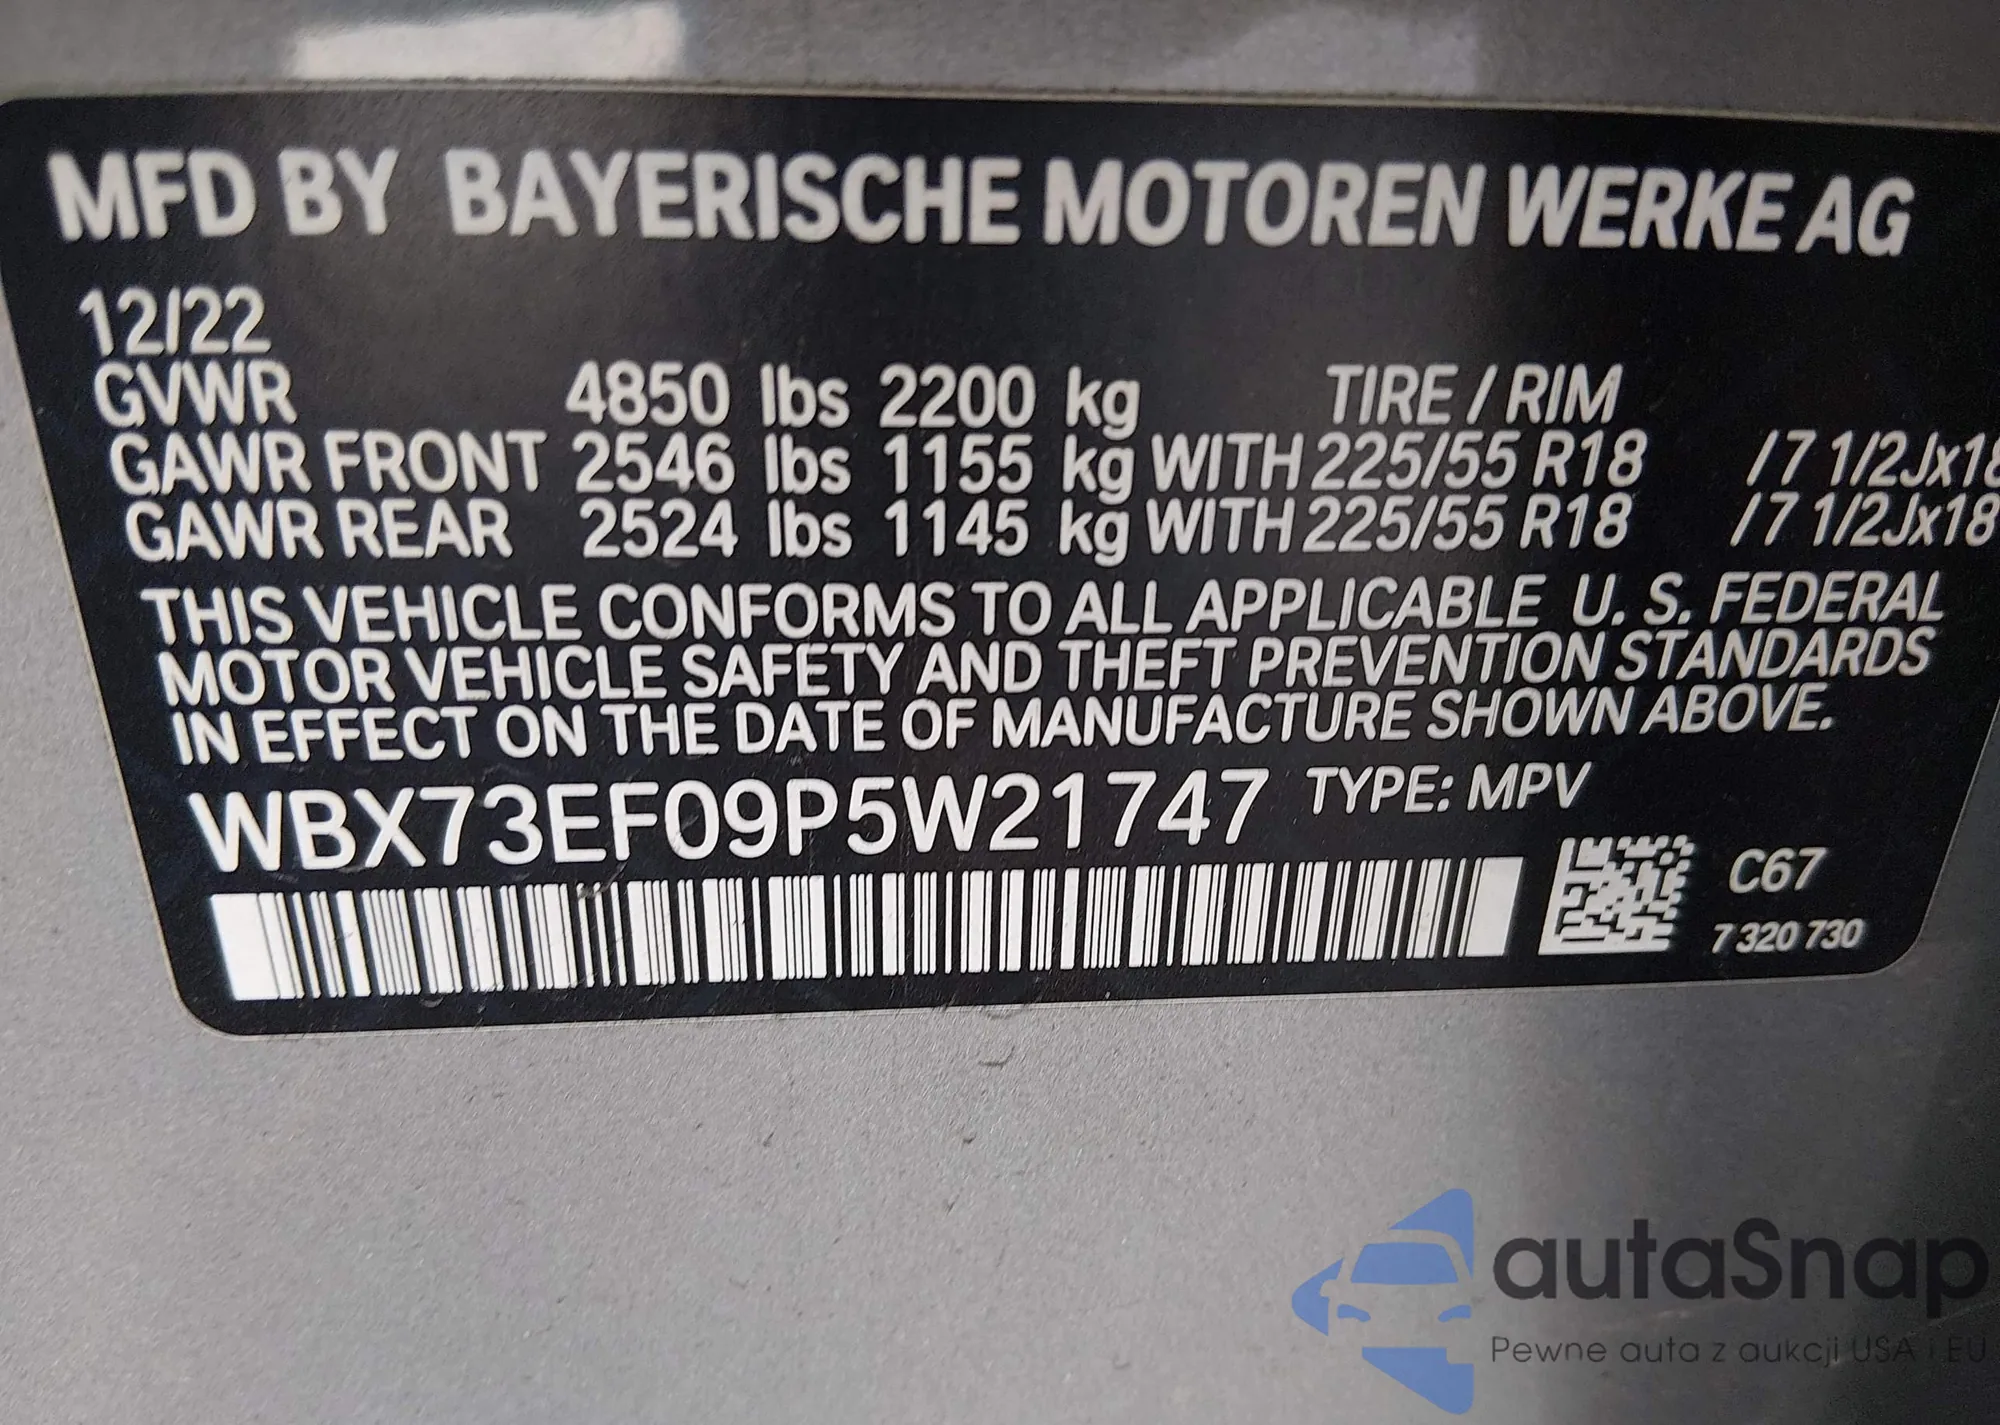 MFD BY BAYERISCHE MOTOREN WERKE AG
12/22
GVWR 4850 lbs 2200 kg TIRE / RIM
GAWR FRONT 2546 lbs 1155 kg WITH 225/55 R18 / 7 1/2Jx18
GAWR REAR 2524 lbs 1145 kg WITH 225/55 R18 / 7 1/2Jx18
THIS VEHICLE CONFORMS TO ALL APPLICABLE U. S. FEDERAL
MOTOR VEHICLE SAFETY AND THEFT PREVENTION STANDARDS
IN EFFECT ON THE DATE OF MANUFACTURE SHOWN ABOVE.
WBX73EF09P5W21747 TYPE: MPV
C67
7 320 730
autaSnap
Pewne auta z aukcji USA i EU